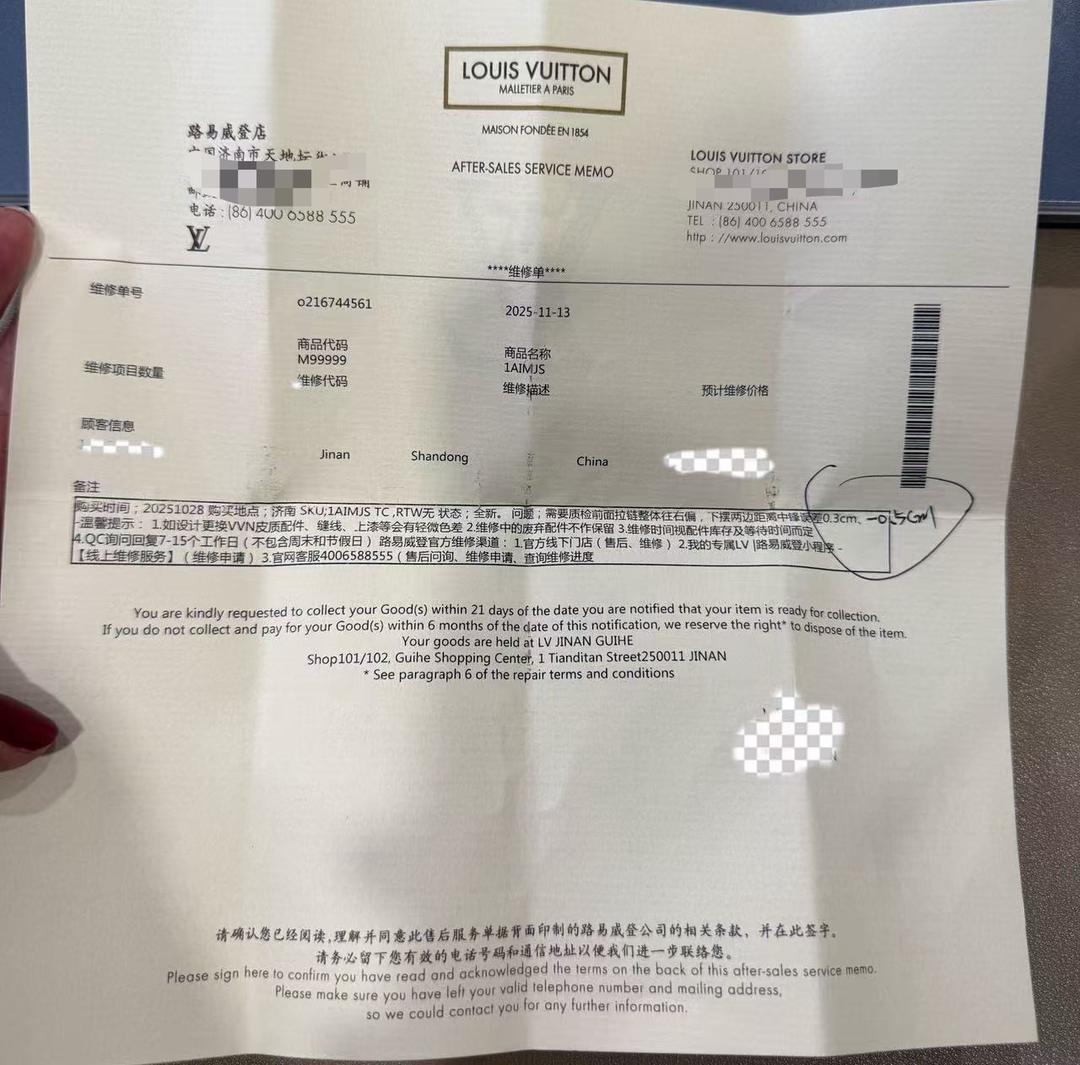 LOUIS VUITTON
MALLETIER A PARIS
MAISON FONDÉE EN 1854
AFTER-SALES SERVICE MEMO
路易威登店
济南市天地坛
电话：(86) 400 6588 555
LV
LOUIS VUITTON STORE
SHOP 101/
JINAN 250011, CHINA
TEL : (86) 400 6588 555
http : //www.louisvuitton.com
****维修单****
维修单号 o216744561 2025-11-13
商品代码 商品名称
M99999 1AIMJS
维修项目数量 维修代码 维修描述 预计维修价格
顾客信息
Jinan Shandong China
备注
购买时间；20251028 购买地点；济南 SKU;1AIMJS TC ,RTW无 状态；全新。 问题；需要质检前面拉链整体往右偏，下摆两边距离中锋误差0.3cm、-0.5cm
-温馨提示： 1.如设计更换VVN皮质配件、缝线、上漆等会有轻微色差 2.维修中的废弃配件不作保留 3.维修时间视配件库存及等待时间而定
4.QC询问回复7-15个工作日（不包含周末和节假日） 路易威登官方维修渠道： 1.官方线下门店（售后、维修） 2.我的专属LV |路易威登小程序 -
【线上维修服务】（维修申请 ）3.官网客服4006588555（ 售后问询、维修申请、查询维修进度
You are kindly requested to collect your Good(s) within 21 days of the date you are notified that your item is ready for collection.
If you do not collect and pay for your Good(s) within 6 months of the date of this notification, we reserve the right* to dispose of the item.
Your goods are held at LV JINAN GUIHE
Shop101/102, Guihe Shopping Center, 1 Tianditan Street250011 JINAN
* See paragraph 6 of the repair terms and conditions
请确认您已经阅读,理解并同意此售后服务单据背面印制的路易威登公司的相关条款、并在此签字。
请务必留下您有效的电话号码和通信地址以便我们进一步联络您。
Please sign here to confirm you have read and acknowledged the terms on the back of this after-sales service memo.
Please make sure you have left your valid telephone number and mailing address,
so we could contact you for any further information.